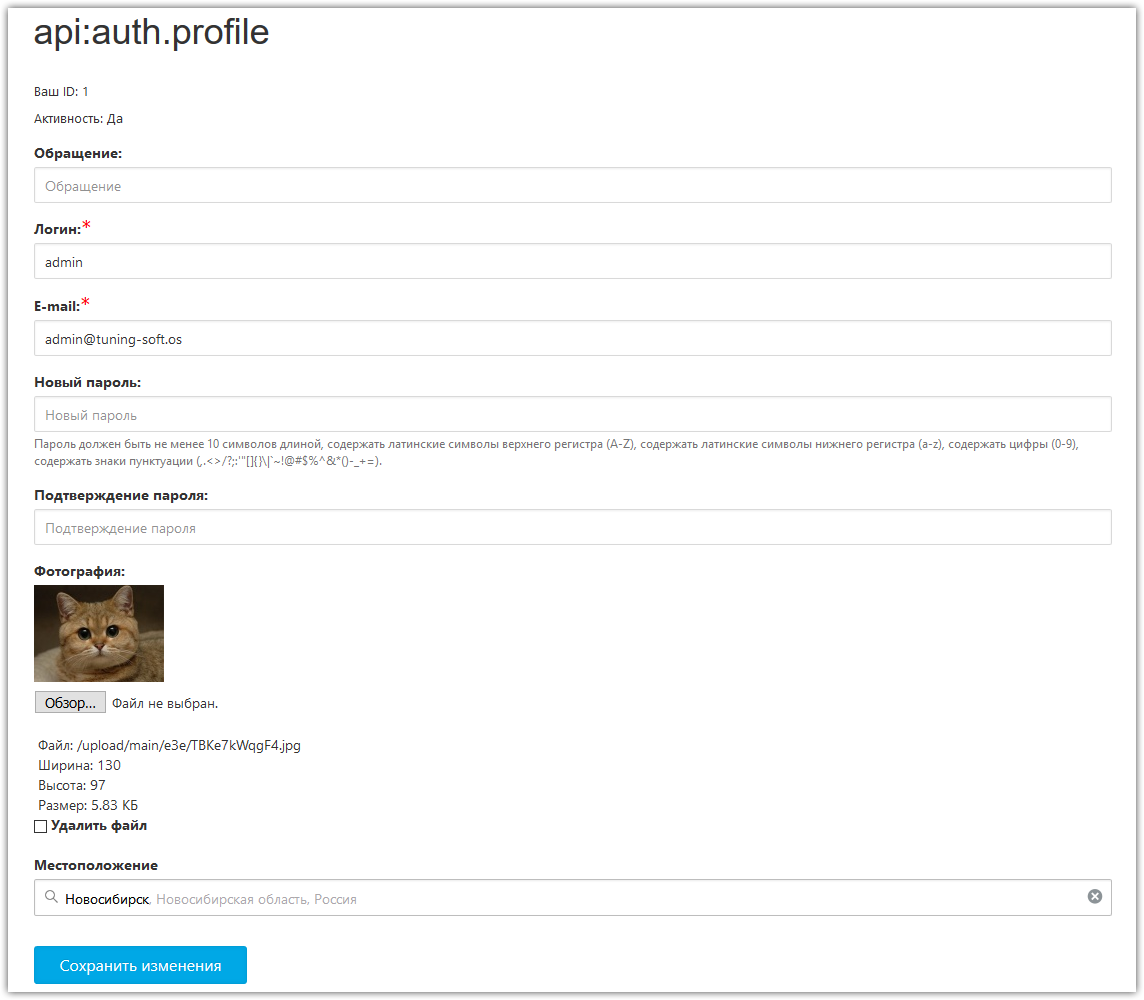 api:auth.profile
Ваш ID: 1
Активность: Да
Обращение:
Обращение
Логин:*
admin
E-mail:*
admin@tuning-soft.os
Новый пароль:
Новый пароль
Пароль должен быть не менее 10 символов длиной, содержать латинские символы верхнего регистра (A-Z), содержать латинские символы нижнего регистра (a-z), содержать цифры (0-9),
содержать знаки пунктуации (,.<>/?;:'"[]{}\|`~!@#$%^&*()-_+=).
Подтверждение пароля:
Подтверждение пароля
Фотография:
Обзор... Файл не выбран.
Файл: /upload/main/e3e/TBKe7kWqgF4.jpg
Ширина: 130
Высота: 97
Размер: 5.83 КБ
Удалить файл
Местоположение
Новосибирск, Новосибирская область, Россия
Сохранить изменения